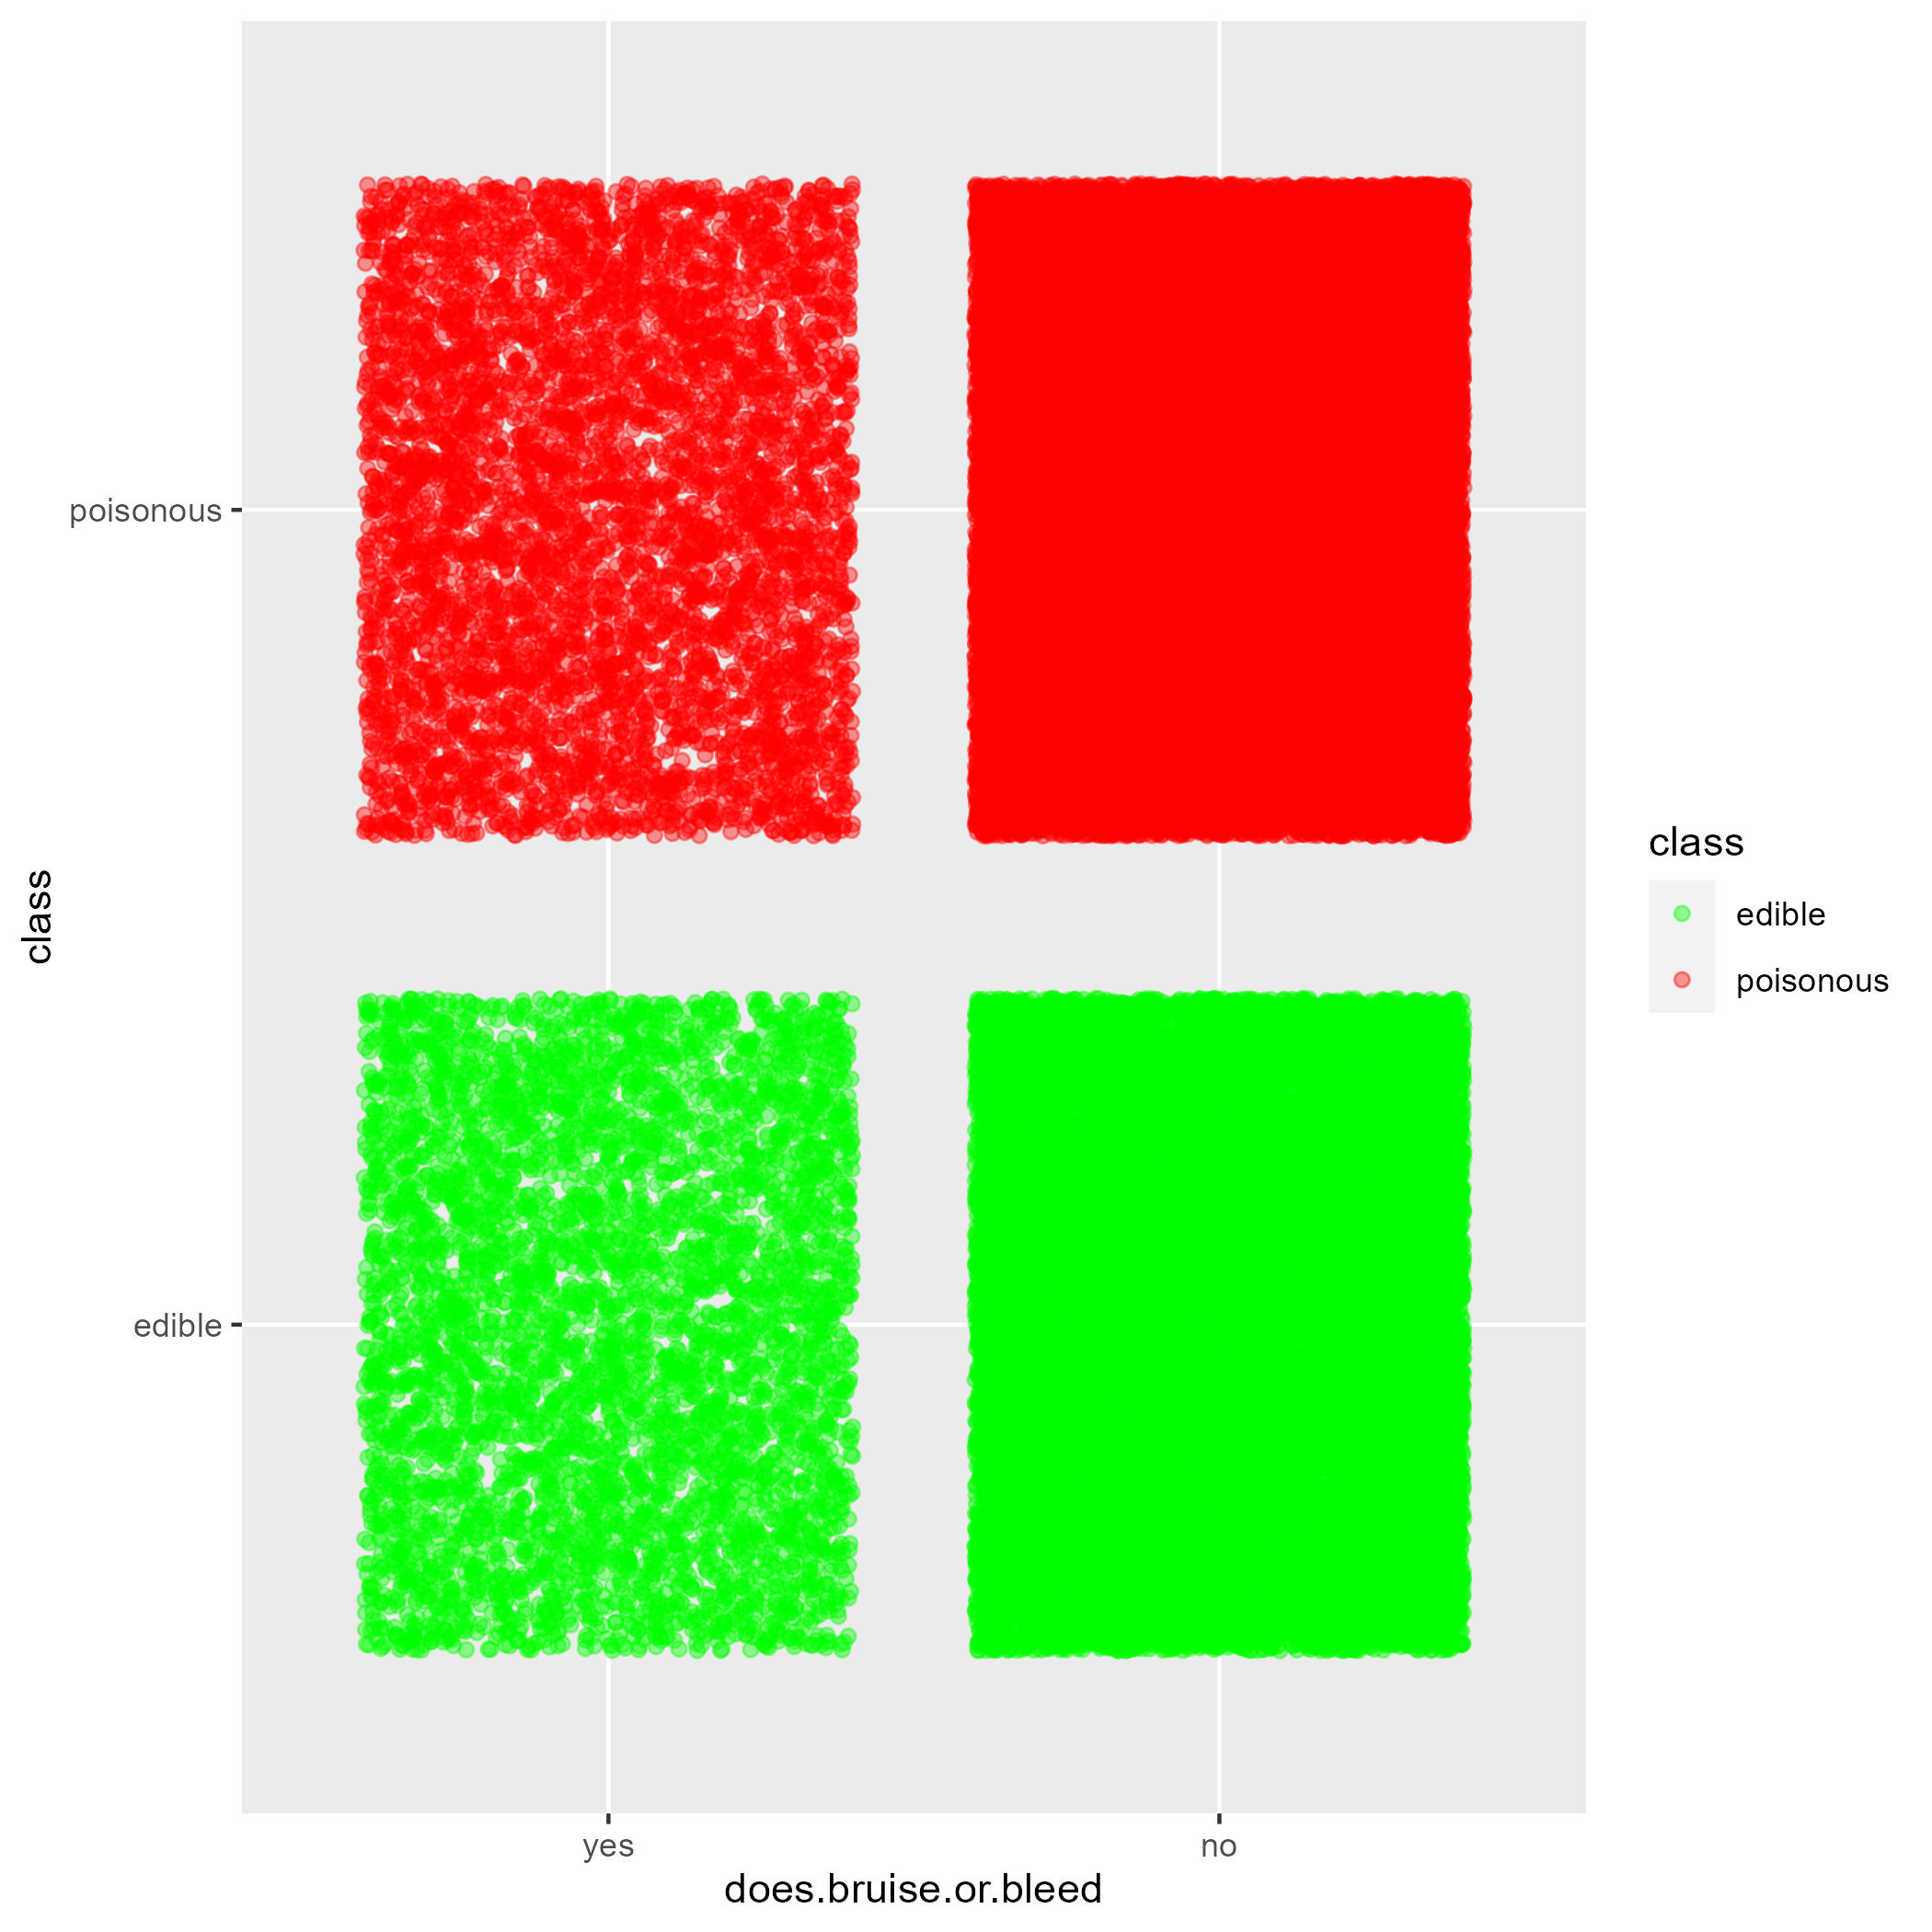 class
poisonous
edible
yes
no
does.bruise.or.bleed
class
edible
poisonous